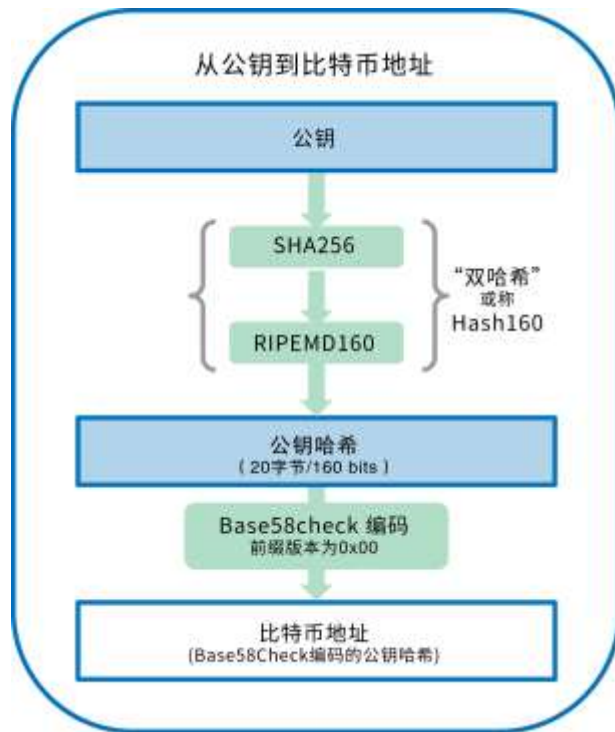 从公钥到比特币地址
公钥
SHA256
RIPEMD160
“双哈希”
或称
Hash160
公钥哈希
( 20字节/160 bits )
Base58check 编码
前缀版本为0x00
比特币地址
(Base58Check编码的公钥哈希)